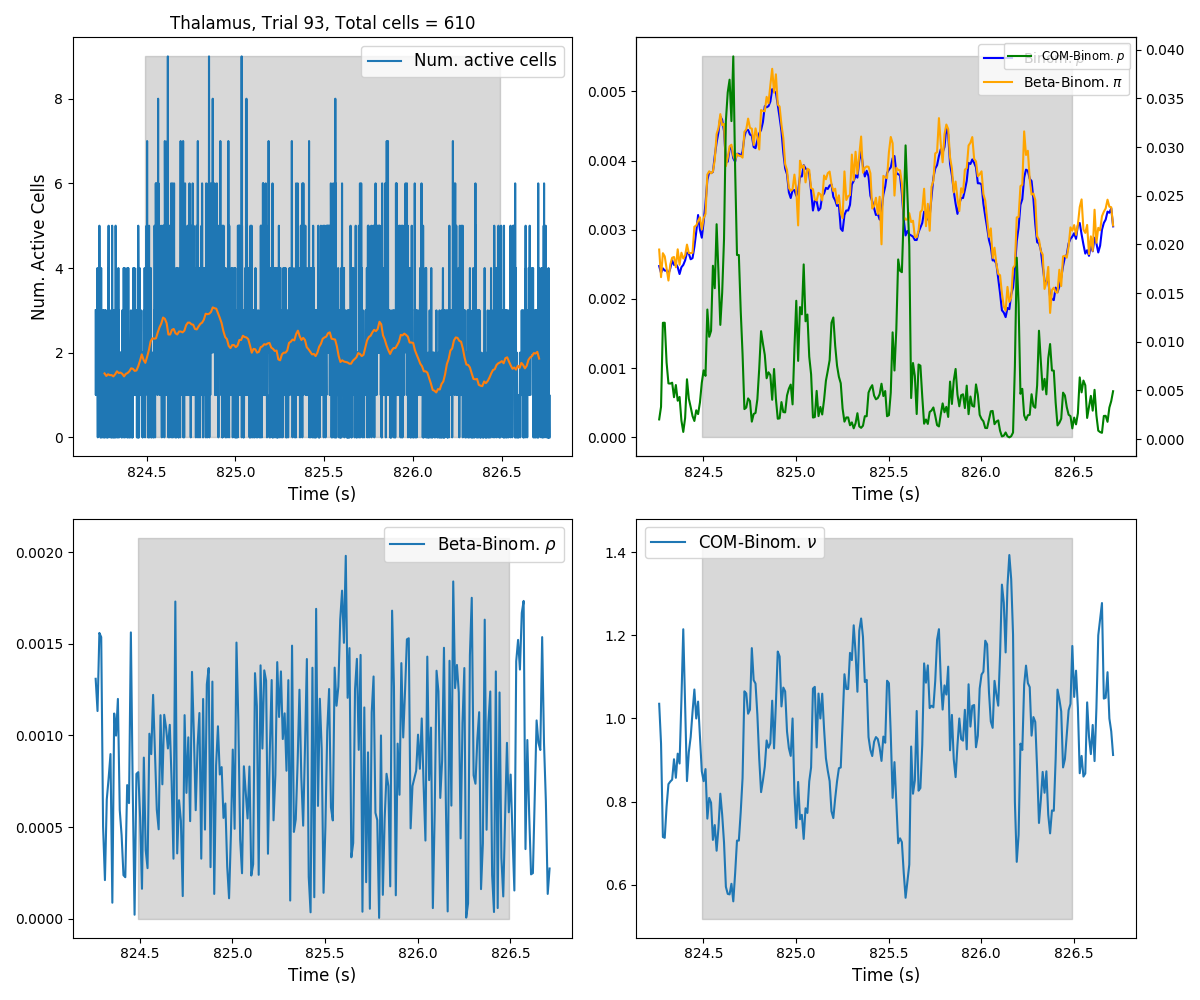 Thalamus, Trial 93, Total cells = 610
Num. active cells
Num. Active Cells
8
6
4
2
0
824.5 825.0 825.5 826.0 826.5
Time (s)
COM-Binom. p
Beta-Binom. π
0.005
0.004
0.003
0.002
0.001
0.000
0.040
0.035
0.030
0.025
0.020
0.015
0.010
0.005
0.000
824.5 825.0 825.5 826.0 826.5
Time (s)
Beta-Binom. ρ
0.0020
0.0015
0.0010
0.0005
0.0000
824.5 825.0 825.5 826.0 826.5
Time (s)
COM-Binom. ν
1.4
1.2
1.0
0.8
0.6
824.5 825.0 825.5 826.0 826.5
Time (s)